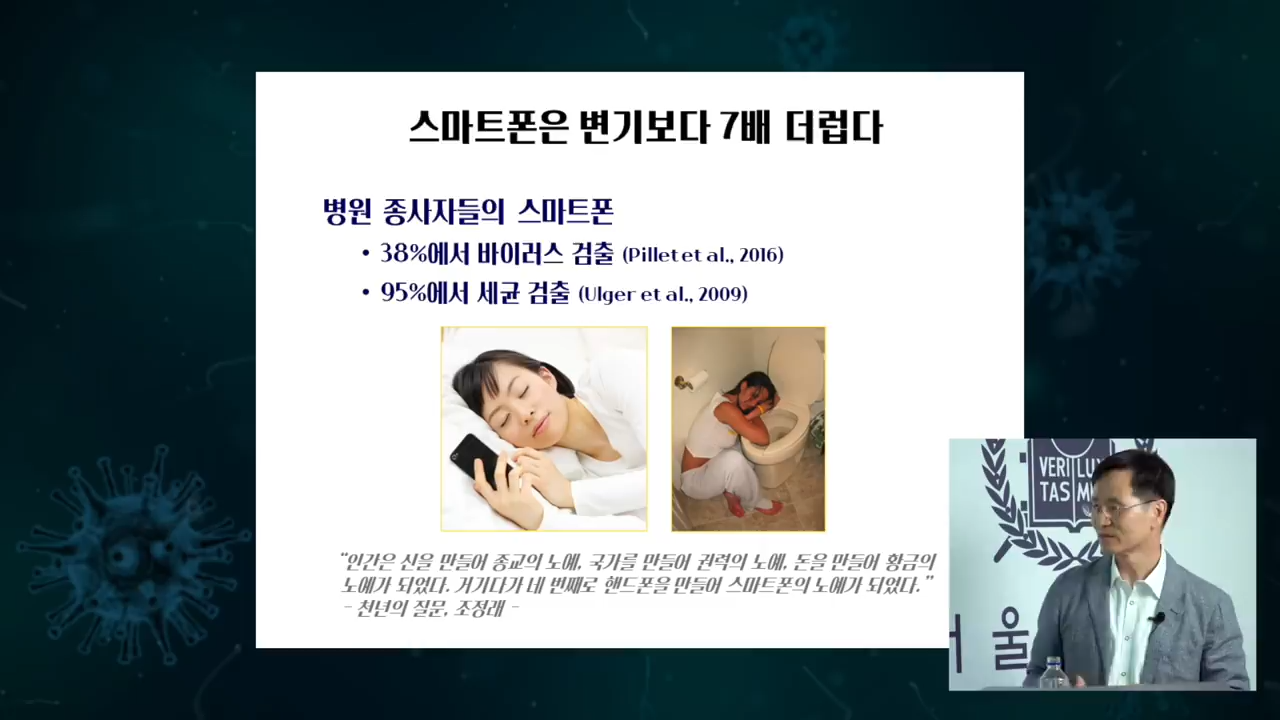 스마트폰은 변기보다 7배 더럽다
병원 종사자들의 스마트폰
• 38%에서 바이러스 검출 (Pillet et al., 2016)
• 95%에서 세균 검출 (Ulger et al., 2009)
“인간은 신을 만들어 종교의 노예, 국가를 만들어 권력의 노예, 돈을 만들어 황금의
노예가 되었다. 거기다가 네 번째로 핸드폰을 만들어 스마트폰의 노예가 되었다.”
- 천년의 질문, 조정래 -
VERI LUX
TAS M
울